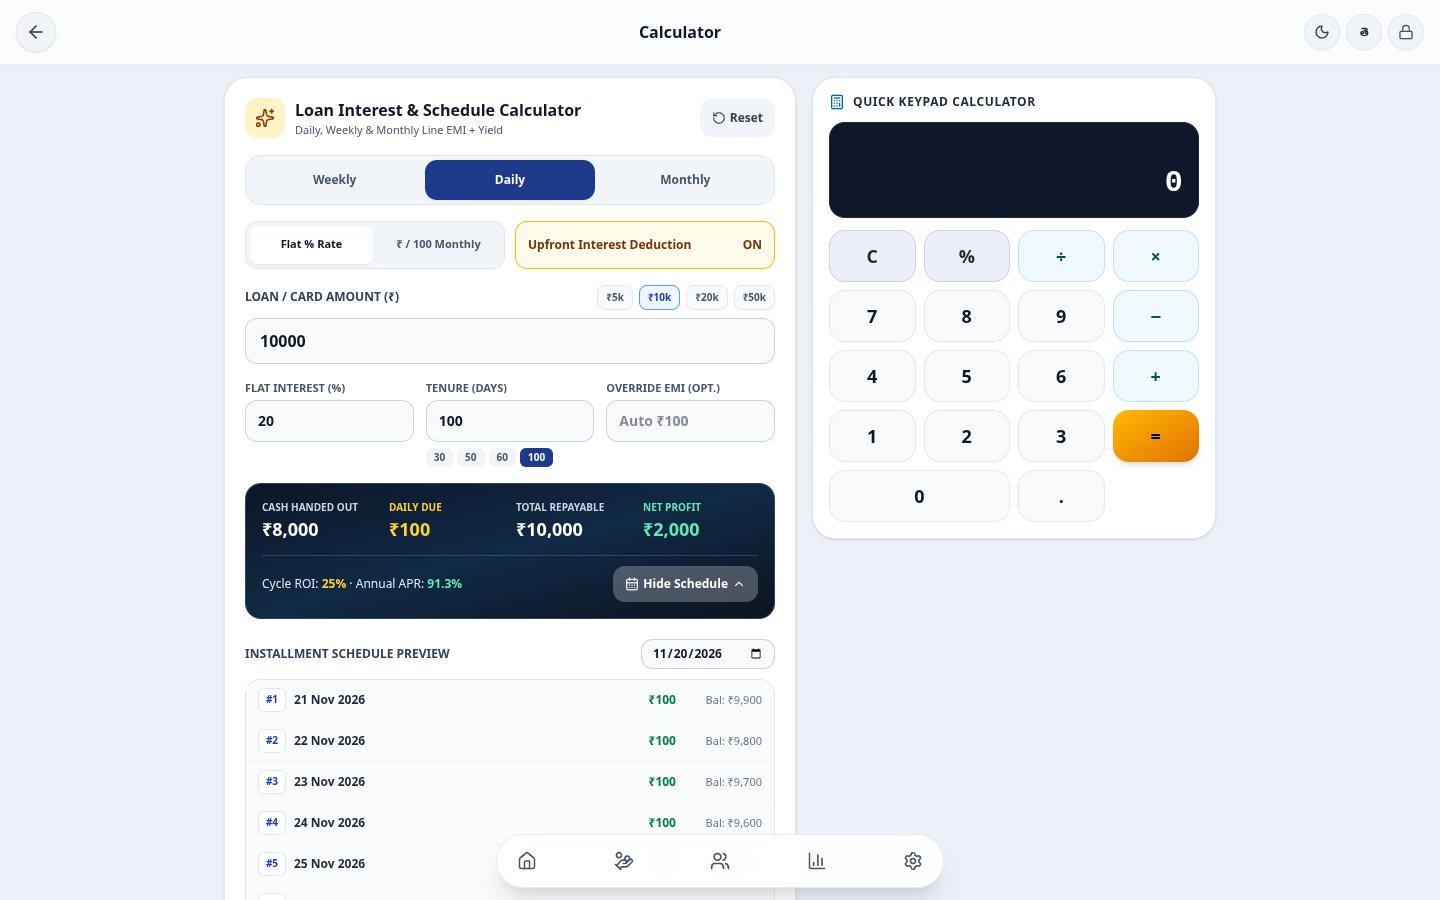 Calculator
Loan Interest & Schedule Calculator
Daily, Weekly & Monthly Line EMI + Yield
Reset
Weekly
Daily
Monthly
Flat % Rate
₹ / 100 Monthly
Upfront Interest Deduction
ON
LOAN / CARD AMOUNT (₹)
₹5k
₹10k
₹20k
₹50k
10000
FLAT INTEREST (%)
TENURE (DAYS)
OVERRIDE EMI (OPT.)
20
100
Auto ₹100
30
50
60
100
CASH HANDED OUT
DAILY DUE
TOTAL REPAYABLE
NET PROFIT
₹8,000
₹100
₹10,000
₹2,000
Cycle ROI: 25% · Annual APR: 91.3%
Hide Schedule
INSTALLMENT SCHEDULE PREVIEW
11/20/2026
#1 21 Nov 2026 ₹100 Bal: ₹9,900
#2 22 Nov 2026 ₹100 Bal: ₹9,800
#3 23 Nov 2026 ₹100 Bal: ₹9,700
#4 24 Nov 2026 ₹100 Bal: ₹9,600
#5 25 Nov 2026
QUICK KEYPAD CALCULATOR
0
C % ÷ ×
7 8 9 −
4 5 6 +
1 2 3 =
0 .